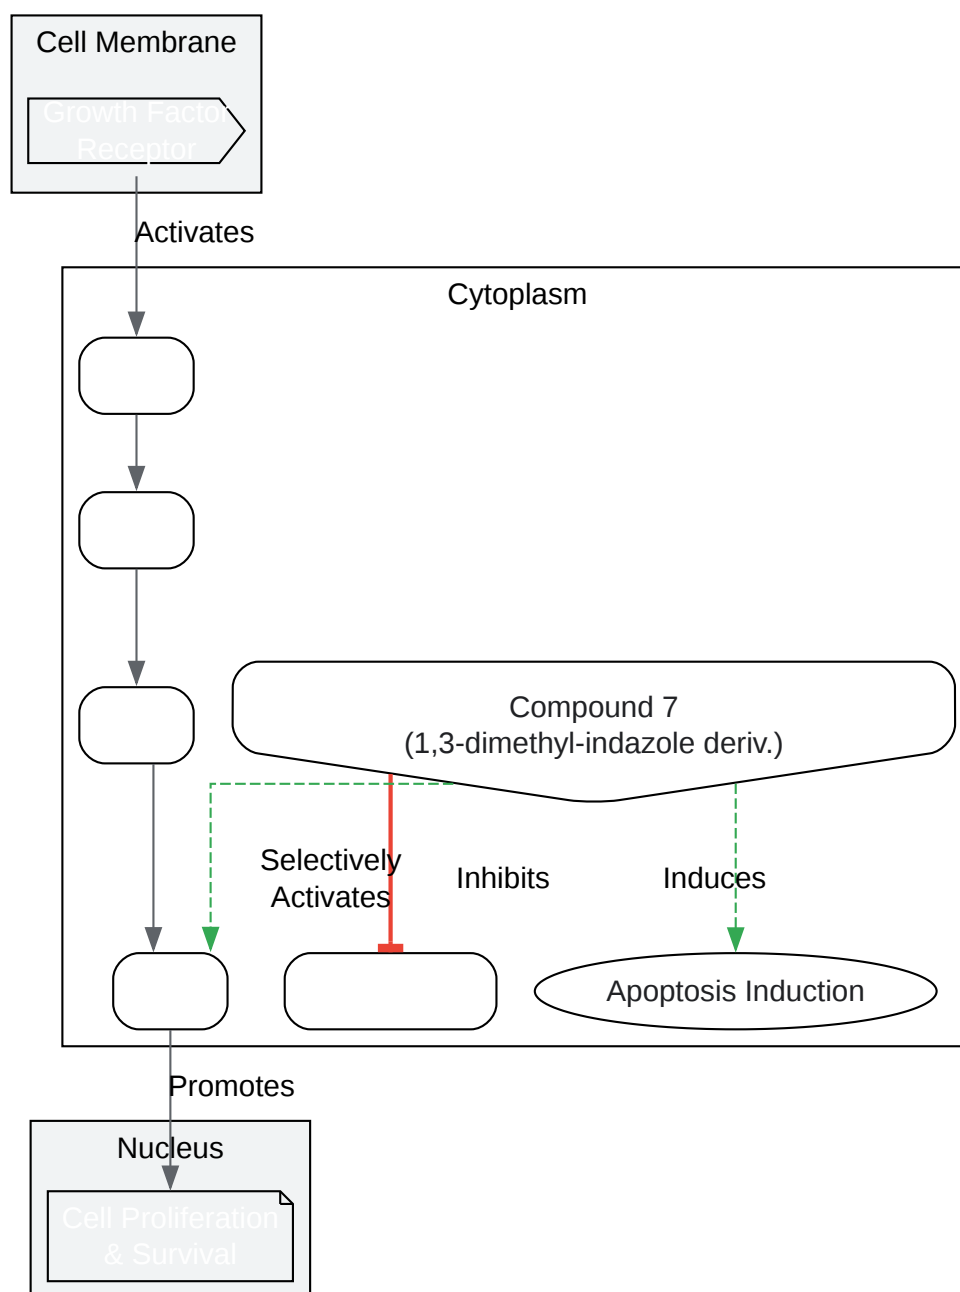 Cell Membrane
Growth Factor
Receptor
Activates
Cytoplasm
Compound 7
(1,3-dimethyl-indazole deriv.)
Selectively
Activates
Inhibits
Induces
Apoptosis Induction
Promotes
Nucleus
Cell Proliferation
& Survival